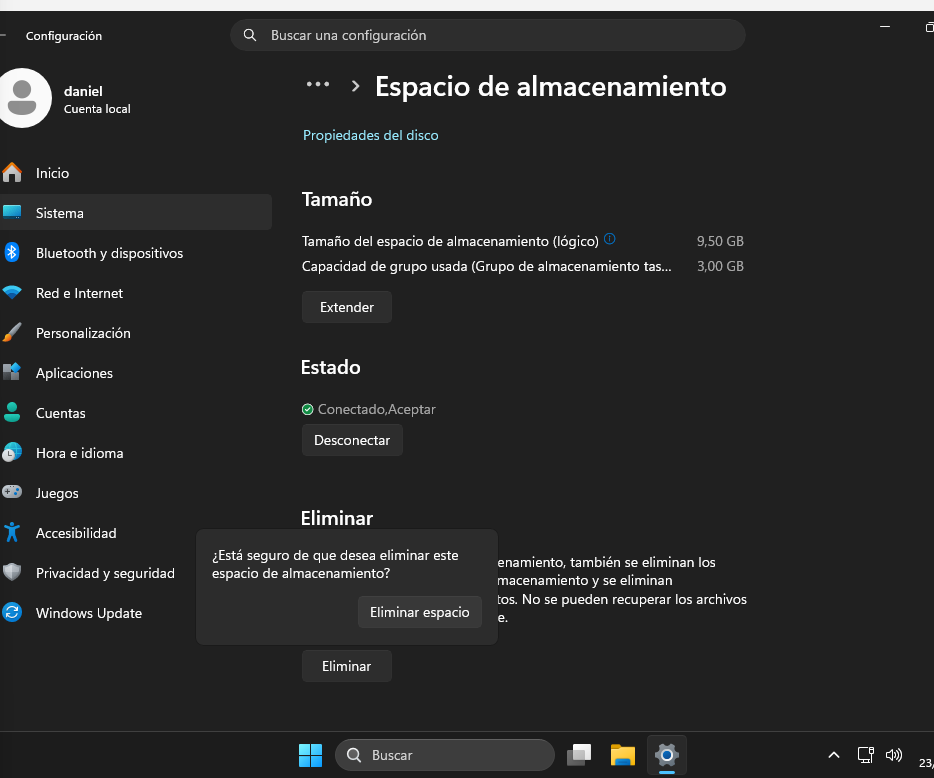 Configuración
Buscar una configuración
daniel
Cuenta local
Inicio
Sistema
Bluetooth y dispositivos
Red e Internet
Personalización
Aplicaciones
Cuentas
Hora e idioma
Juegos
Accesibilidad
Privacidad y seguridad
Windows Update
... > Espacio de almacenamiento
Propiedades del disco
Tamaño
Tamaño del espacio de almacenamiento (lógico) 9,50 GB
Capacidad de grupo usada (Grupo de almacenamiento tas... 3,00 GB
Extender
Estado
Conectado,Aceptar
Desconectar
Eliminar
enamiento, también se eliminan los
macenamiento y se eliminan
tos. No se pueden recuperar los archivos
e.
¿Está seguro de que desea eliminar este
espacio de almacenamiento?
Eliminar espacio
Eliminar
Buscar
23,